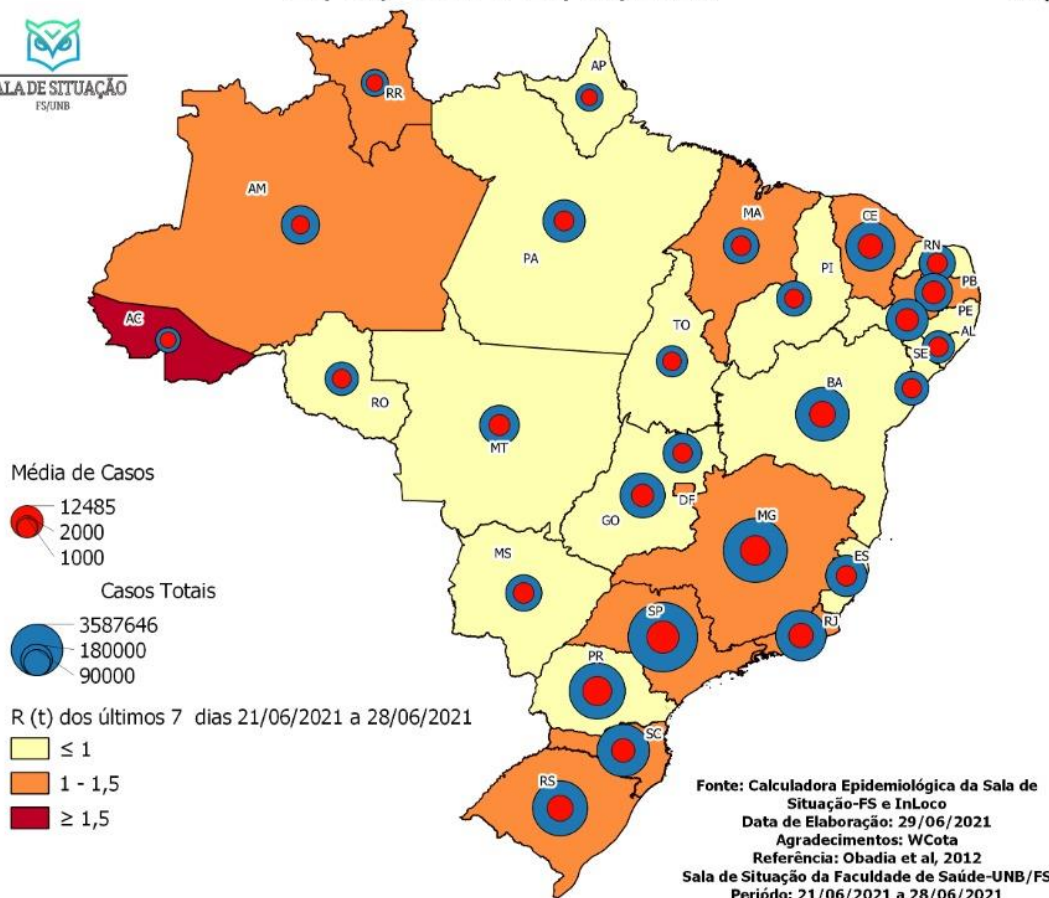 ALA DE SITUAÇÃO
FS/UNB
RR
AP
AM
PA
MA
CE
RN
PI
PB
PE
AL
SE
AC
TO
BA
RO
MT
DF
GO
MG
MS
ES
SP
RJ
PR
SC
RS
Média de Casos
12485
2000
1000
Casos Totais
3587646
180000
90000
R (t) dos últimos 7 dias 21/06/2021 a 28/06/2021
≤ 1
1 - 1,5
≥ 1,5
Fonte: Calculadora Epidemiológica da Sala de
Situação-FS e InLoco
Data de Elaboração: 29/06/2021
Agradecimentos: WCota
Referência: Obadia et al, 2012
Sala de Situação da Faculdade de Saúde-UNB/FS
Periódo: 21/06/2021 a 28/06/2021